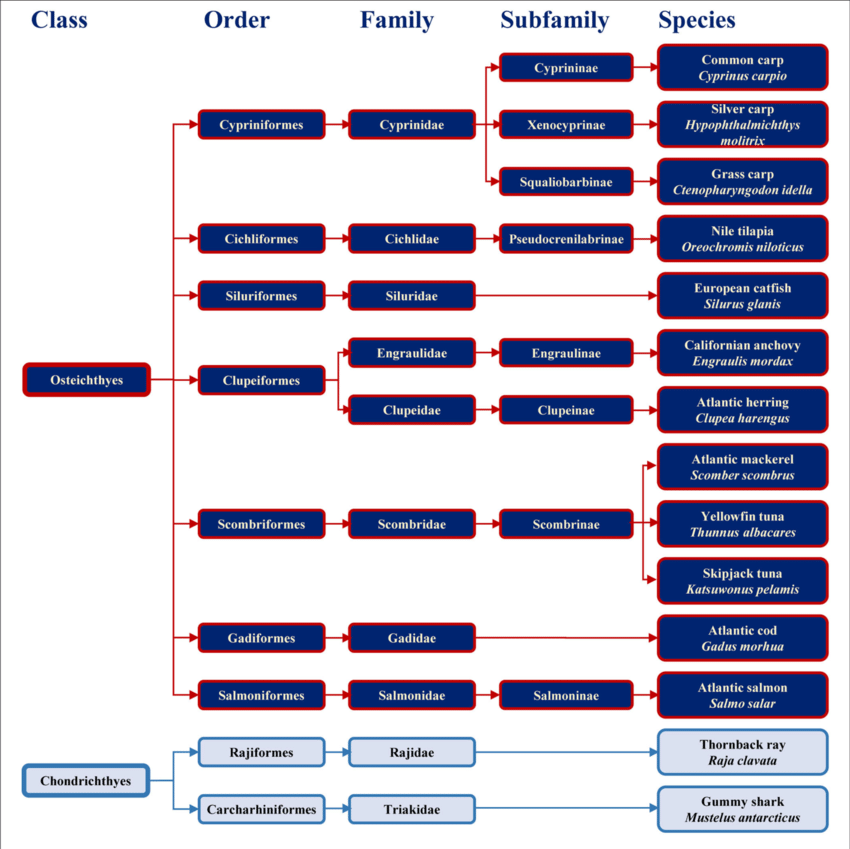 Class Order Family Subfamily Species
Common carp
Cyprininae
Cyprinus carpio
Silver carp
Cypriniformes Cyprinidae Xenocyprinae
Hypophthalmichthys
molitrix
Grass carp
Squaliobarbinae
Ctenopharyngodon idella
Nile tilapia
Cichliformes Cichlidae Pseudocrenilabrinae
Oreochromis niloticus
European catfish
Siluriformes Siluridae
Silurus glanis
Californian anchovy
Engraulidae Engraulinae
Engraulis mordax
Osteichthyes Clupeiformes
Atlantic herring
Clupeidae Clupeinae
Clupea harengus
Atlantic mackerel
Scomber scombrus
Yellowfin tuna
Scombriformes Scombridae Scombrinae
Thunnus albacares
Skipjack tuna
Katsuwonus pelamis
Atlantic cod
Gadiformes Gadidae
Gadus morhua
Atlantic salmon
Salmoniformes Salmonidae Salmoninae
Salmo salar
Thornback ray
Rajiformes Rajidae
Raja clavata
Chondrichthyes
Gummy shark
Carcharhiniformes Triakidae
Mustelus antarcticus